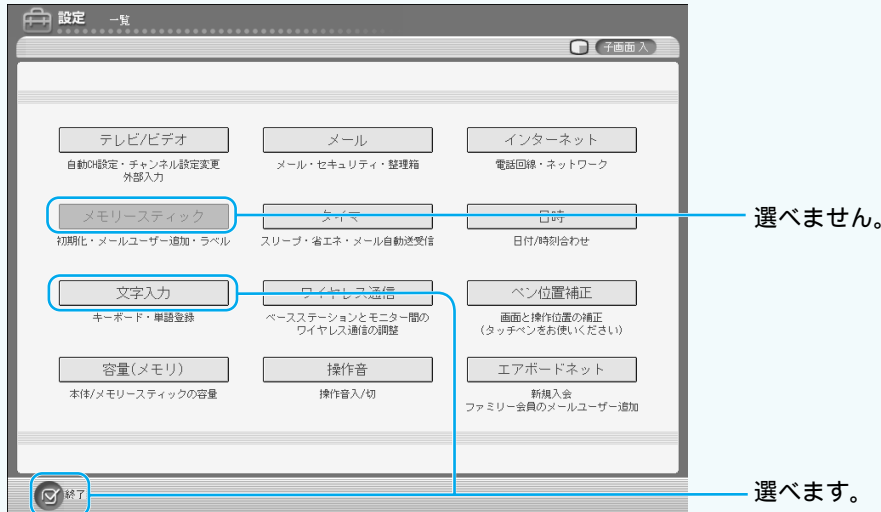 設定 一覧
子画面 入
テレビ/ビデオ メール インターネット
自動CH設定・チャンネル設定変更 メール・セキュリティ・整理箱 電話回線・ネットワーク
外部入力
メモリースティック タイマ 日時 選べません。
初期化・メールユーザー追加・ラベル スリープ・省エネ・メール自動送受信 日付/時刻合わせ
文字入力 ワイヤレス通信 ペン位置補正
キーボード・単語登録 ベースステーションとモニター間の 画面と操作位置の補正
ワイヤレス通信の調整 (タッチペンをお使いください)
容量(メモリ) 操作音 エアボードネット
本体/メモリースティックの容量 操作音入/切 新規入会
ファミリー会員のメールユーザー追加
終了 選べます。